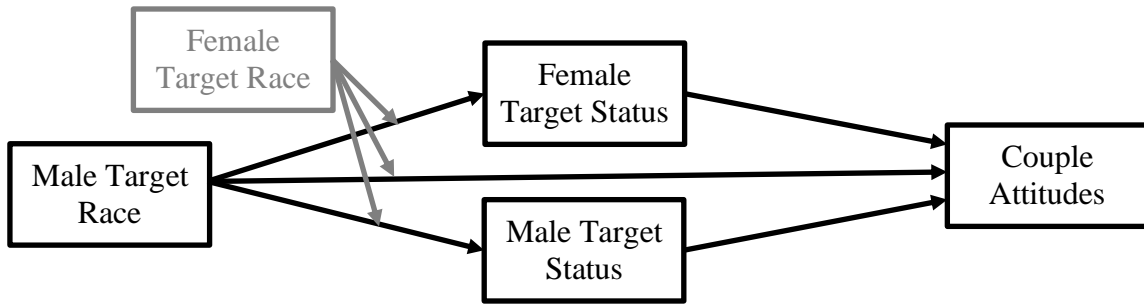 Female
Target Race
Female
Target Status
Male Target
Race
Couple
Attitudes
Male Target
Status